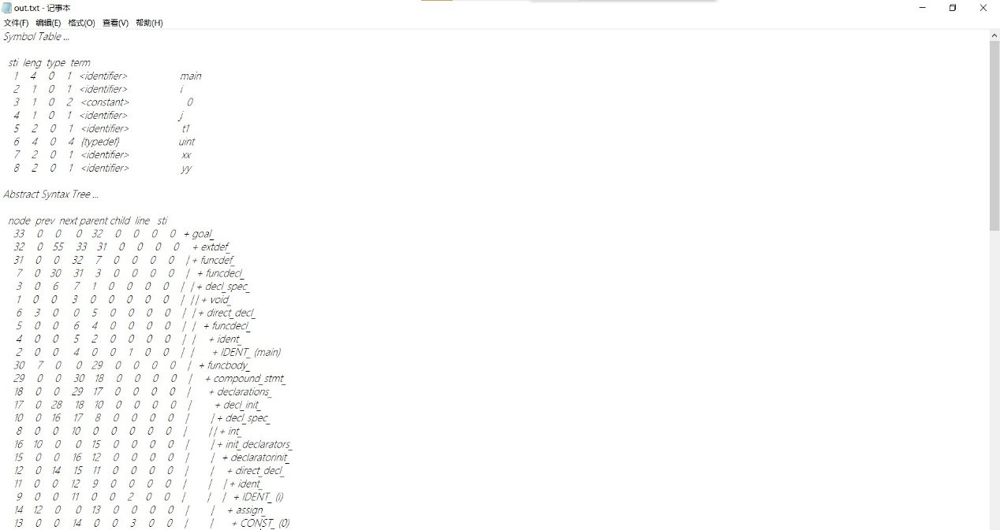 out.txt - 记事本
文件(F) 编辑(E) 格式(O) 查看(V) 帮助(H)
Symbol Table ...
sti leng type term
1 4 0 1 <identifier> main
2 1 0 1 <identifier> i
3 1 0 2 <constant> 0
4 1 0 1 <identifier> j
5 2 0 1 <identifier> t1
6 4 0 4 {typedef} uint
7 2 0 1 <identifier> xx
8 2 0 1 <identifier> yy
Abstract Syntax Tree ...
node prev next parent child line sti
33 0 0 0 32 0 0 0 0 + goal_
32 0 55 33 31 0 0 0 0 + extdef_
31 0 0 32 7 0 0 0 0 | + funcdef_
7 0 30 31 3 0 0 0 0 | + funcdecl_
3 0 6 7 1 0 0 0 0 | | + decl_spec_
1 0 0 3 0 0 0 0 0 | | | + void_
6 3 0 0 5 0 0 0 0 | | + direct_decl_
5 0 0 6 4 0 0 0 0 | | + funcdecl_
4 0 0 5 2 0 0 0 0 | | + ident_
2 0 0 4 0 0 1 0 0 | | + IDENT_ (main)
30 7 0 0 29 0 0 0 0 | + funcbody_
29 0 0 30 18 0 0 0 0 | + compound_stmt_
18 0 0 29 17 0 0 0 0 | + declarations_
17 0 28 18 10 0 0 0 0 | + decl_init_
10 0 16 17 8 0 0 0 0 | | + decl_spec_
8 0 0 10 0 0 0 0 0 | | | + int_
16 10 0 0 15 0 0 0 0 | | + init_declarators_
15 0 0 16 12 0 0 0 0 | | + declaratorinit_
12 0 14 15 11 0 0 0 0 | | + direct_decl_
11 0 0 12 9 0 0 0 0 | | | + ident_
9 0 0 11 0 0 2 0 0 | | | + IDENT_ (i)
14 12 0 0 13 0 0 0 0 | | + assign_
13 0 0 14 0 0 3 0 0 | | + CONST_ (0)